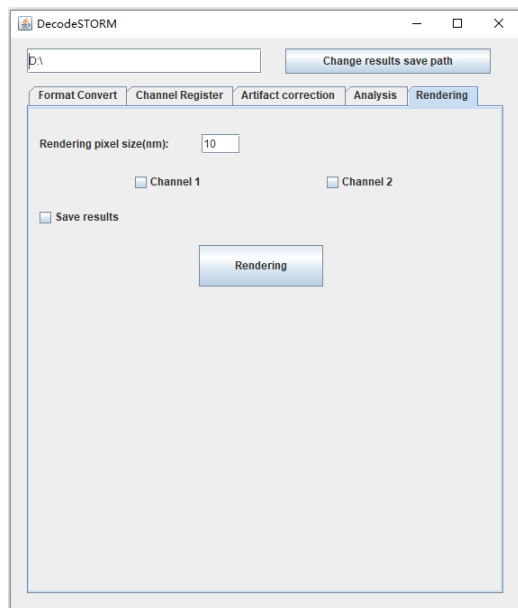 DecodeSTORM
D:\
Change results save path
Format Convert Channel Register Artifact correction Analysis Rendering
Rendering pixel size(nm): 10
Channel 1 Channel 2
Save results
Rendering